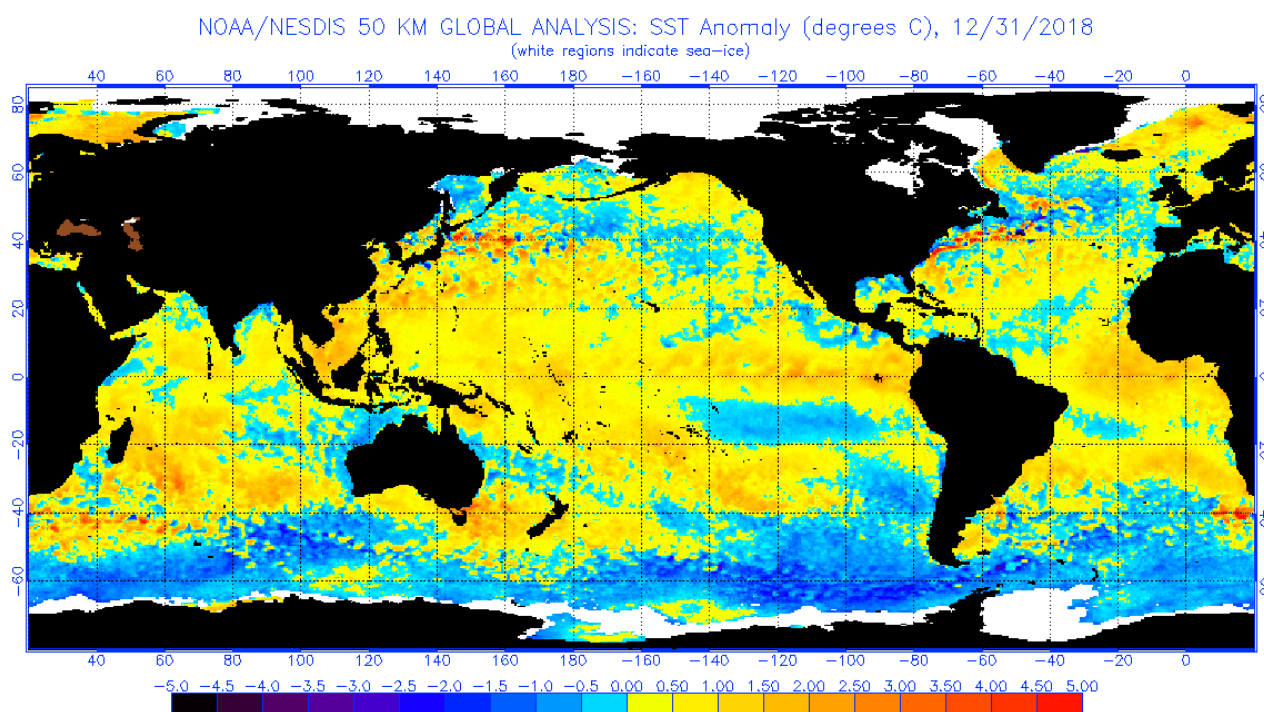 NOAA/NESDIS 50 KM GLOBAL ANALYSIS: SST Anomaly (degrees C), 12/31/2018
(white regions indicate sea-ice)
40 60 80 100 120 140 160 180 -160 -140 -120 -100 -80 -60 -40 -20 0
80
60 60
40
20
0 0
-20
-40
-60
40 60 80 100 120 140 160 180 -160 -140 -120 -100 -80 -60 -40 -20 0
-5.0 -4.5 -4.0 -3.5 -3.0 -2.5 -2.0 -1.5 -1.0 -0.5 0.00 0.50 1.00 1.50 2.00 2.50 3.00 3.50 4.00 4.50 5.00